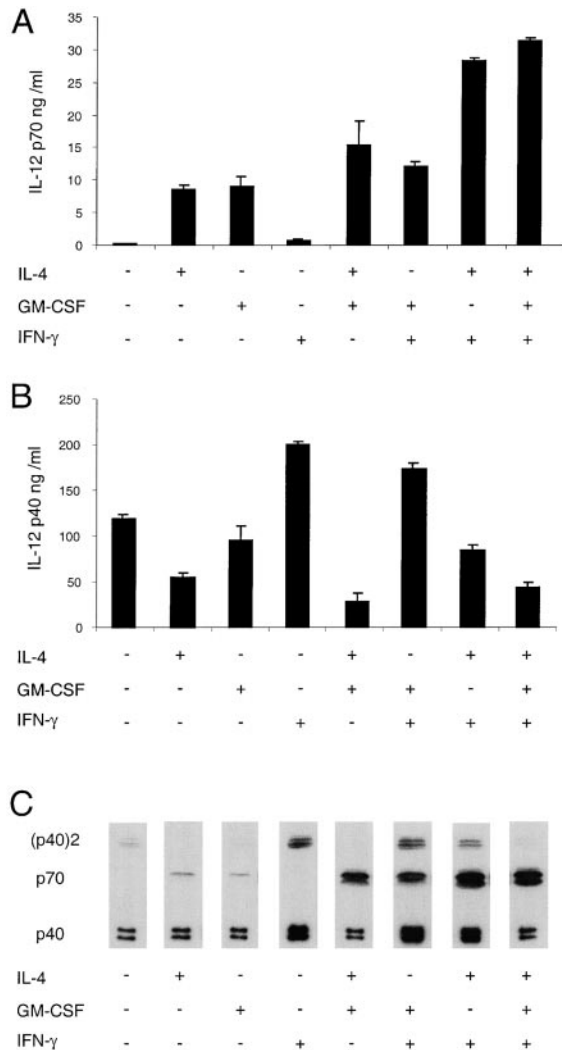 A
IL-12 p70 ng /ml
35
30
25
20
15
10
5
0
IL-4 - + - - + - + +
GM-CSF - - + - + + - +
IFN-γ - - - + - + + +
B
IL-12 p40 ng /ml
250
200
150
100
50
0
IL-4 - + - - + - + +
GM-CSF - - + - + + - +
IFN-γ - - - + - + + +
C
(p40)2
p70
p40
IL-4 - + - - + - + +
GM-CSF - - + - + + - +
IFN-γ - - - + - + + +